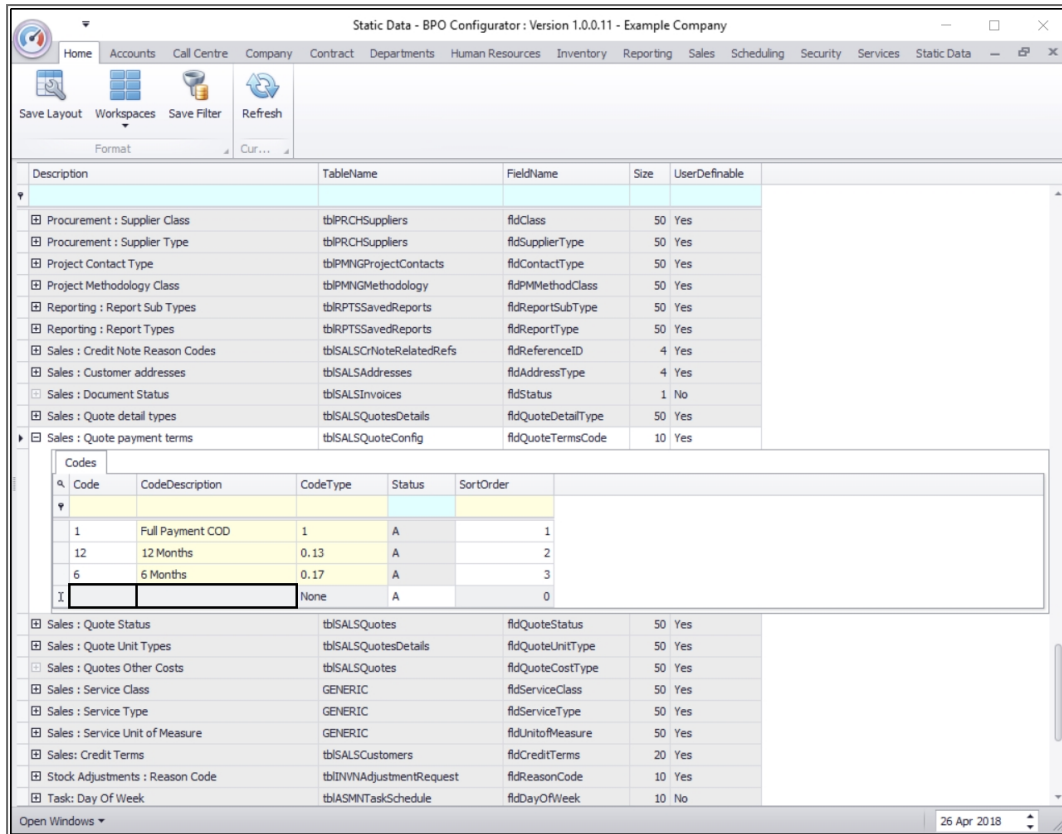 Static Data - BPO Configurator : Version 1.0.0.11 - Example Company
Home Accounts Call Centre Company Contract Departments Human Resources Inventory Reporting Sales Scheduling Security Services Static Data
Save Layout Workspaces Save Filter Refresh
Format Cur...
Description TableName FieldName Size UserDefinable
Procurement : Supplier Class tblPRCHSuppliers fldClass 50 Yes
Procurement : Supplier Type tblPRCHSuppliers fldSupplierType 50 Yes
Project Contact Type tblPMNGProjectContacts fldContactType 50 Yes
Project Methodology Class tblPMNGMethodology fldPMMethodClass 50 Yes
Reporting : Report Sub Types tblRPTSSavedReports fldReportSubType 50 Yes
Reporting : Report Types tblRPTSSavedReports fldReportType 50 Yes
Sales : Credit Note Reason Codes tblSALSCrNoteRelatedRefs fldReferenceID 4 Yes
Sales : Customer addresses tblSALSAddresses fldAddressType 4 Yes
Sales : Document Status tblSALSInvoices fldStatus 1 No
Sales : Quote detail types tblSALSQuotesDetails fldQuoteDetailType 50 Yes
Sales : Quote payment terms tblSALSQuoteConfig fldQuoteTermsCode 10 Yes
Codes
Code CodeDescription CodeType Status SortOrder
1 Full Payment COD 1 A 1
12 12 Months 0.13 A 2
6 6 Months 0.17 A 3
None A 0
Sales : Quote Status tblSALSQuotes fldQuoteStatus 50 Yes
Sales : Quote Unit Types tblSALSQuotesDetails fldQuoteUnitType 50 Yes
Sales : Quotes Other Costs tblSALSQuotes fldQuoteCostType 50 Yes
Sales : Service Class GENERIC fldServiceClass 50 Yes
Sales : Service Type GENERIC fldServiceType 50 Yes
Sales : Service Unit of Measure GENERIC fldUnitofMeasure 50 Yes
Sales: Credit Terms tblSALSCustomers fldCreditTerms 20 Yes
Stock Adjustments : Reason Code tblINVNAdjustmentRequest fldReasonCode 10 Yes
Task: Day Of Week tblASMNTaskSchedule fldDayOfWeek 10 No
Open Windows 26 Apr 2018